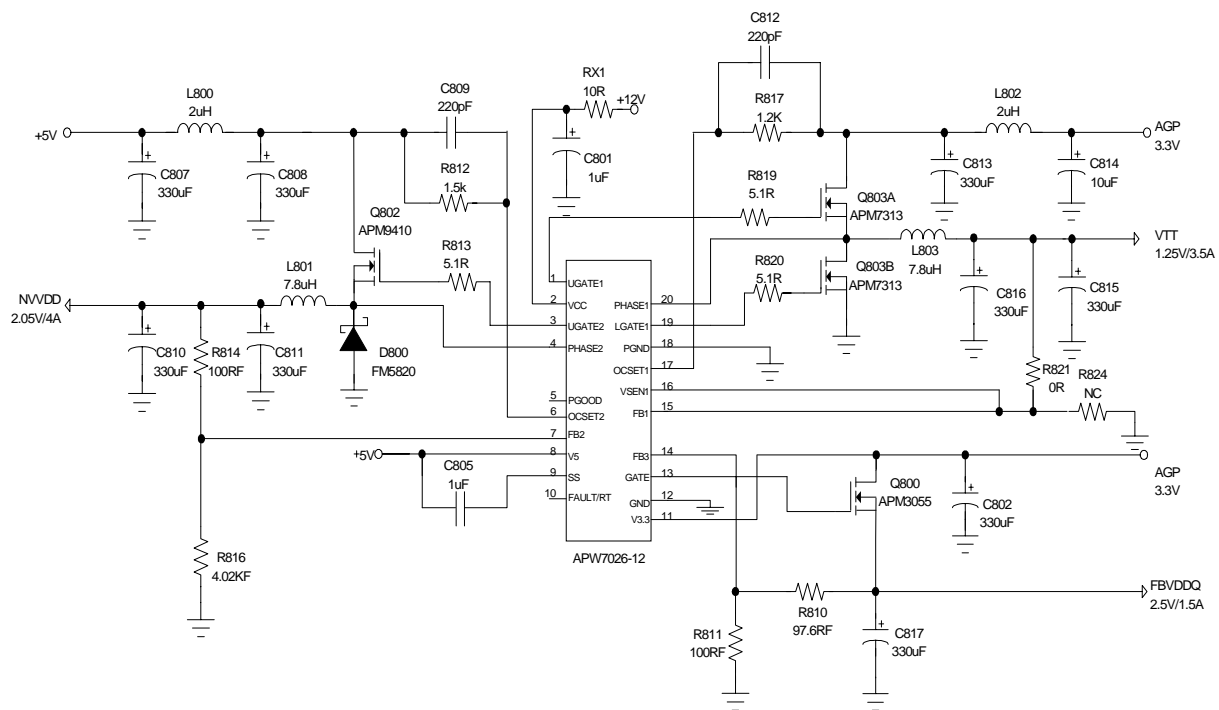 C812
220pF
L800
2uH
C809
220pF
RX1
10R
+12V
R817
1.2K
L802
2uH
+5V
AGP
3.3V
C807
330uF
C808
330uF
R812
1.5k
C801
1uF
C813
330uF
C814
10uF
R819
5.1R
Q803A
APM7313
Q802
APM9410
R813
5.1R
L803
7.8uH
VTT
1.25V/3.5A
L801
7.8uH
R820
5.1R
Q803B
APM7313
C816
330uF
C815
330uF
NVVDD
2.05V/4A
C810
330uF
R814
100RF
C811
330uF
D800
FM5820
1 UGATE1
2 VCC
3 UGATE2
4 PHASE2
5 PGOOD
6 OCSET2
7 FB2
8 V5
9 SS
10 FAULT/RT
PHASE1 20
LGATE1 19
PGND 18
OCSET1 17
VSEN1 16
FB1 15
FB3 14
GATE 13
GND 12
V3.3 11
APW7026-12
R821
0R
R824
NC
+5V
C805
1uF
Q800
APM3055
C802
330uF
AGP
3.3V
R816
4.02KF
R810
97.6RF
FBVDDQ
2.5V/1.5A
R811
100RF
C817
330uF